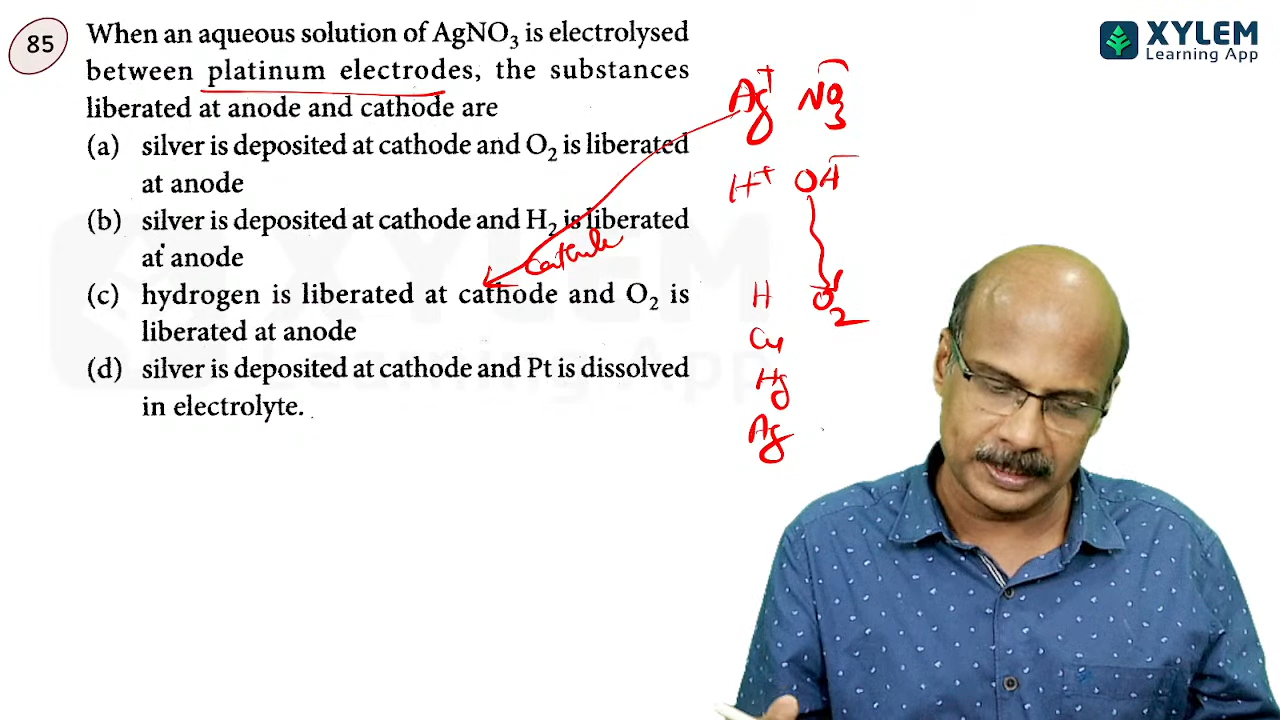 85
When an aqueous solution of AgNO₃ is electrolysed
between platinum electrodes, the substances
liberated at anode and cathode are
(a) silver is deposited at cathode and O₂ is liberated
at anode
(b) silver is deposited at cathode and H₂ is liberated
at anode
(c) hydrogen is liberated at cathode and O₂ is
liberated at anode
(d) silver is deposited at cathode and Pt is dissolved
in electrolyte.
XYLEM
Learning App
Ag⁺ NO₃⁻
H⁺ OH⁻
cathode
H O₂
Cu
Hg
Ag
XYLEM
Learning App